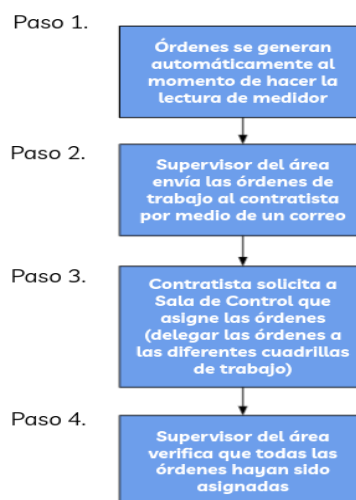 Paso 1.
Órdenes se generan
automáticamente al
momento de hacer la
lectura de medidor
Paso 2.
Supervisor del área
envía las órdenes de
trabajo al contratista
por medio de un correo
Paso 3.
Contratista solicita a
Sala de Control que
asigne las órdenes
(delegar las órdenes a
las diferentes cuadrillas
de trabajo)
Paso 4.
Supervisor del área
verifica que todas las
órdenes hayan sido
asignadas